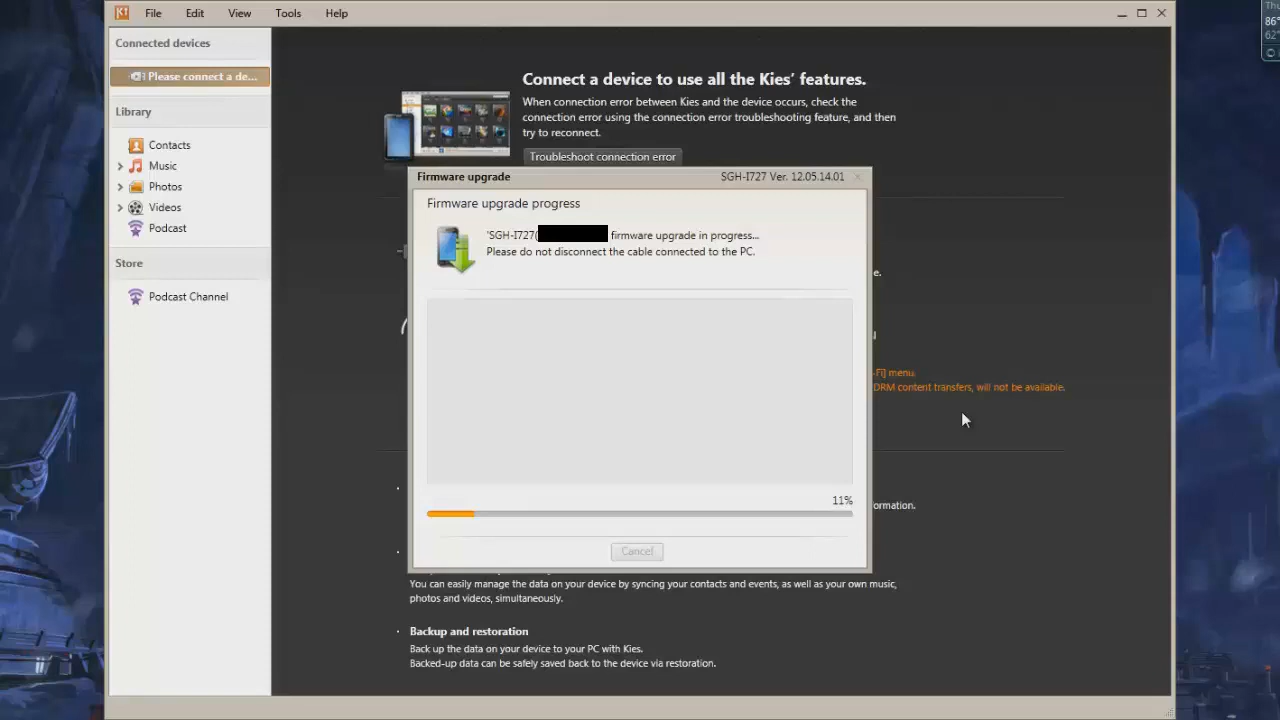 File Edit View Tools Help
Thu
86°
62°
Connected devices
Please connect a de...
Library
Contacts
Music
Photos
Videos
Podcast
Store
Podcast Channel
Connect a device to use all the Kies' features.
When connection error between Kies and the device occurs, check the
connection error using the connection error troubleshooting feature, and then
try to reconnect.
Troubleshoot connection error
Firmware upgrade SGH-I727 Ver. 12.05.14.01
Firmware upgrade progress
'SGH-I727( firmware upgrade in progress...
Please do not disconnect the cable connected to the PC.
e.
-Fi] menu.
DRM content transfers, will not be available.
11%
ormation.
Cancel
You can easily manage the data on your device by syncing your contacts and events, as well as your own music,
photos and videos, simultaneously.
Backup and restoration
Back up the data on your device to your PC with Kies.
Backed-up data can be safely saved back to the device via restoration.